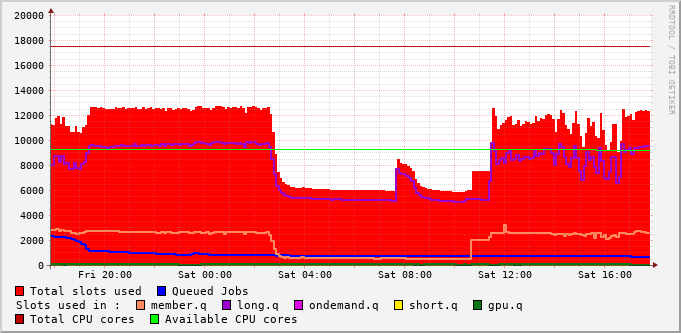 RRDTOOL / TOBI OETIKER
20000
18000
16000
14000
12000
10000
8000
6000
4000
2000
0
Fri 20:00 Sat 00:00 Sat 04:00 Sat 08:00 Sat 12:00 Sat 16:00
Total slots used Queued Jobs
Slots used in : member.q long.q ondemand.q short.q gpu.q
Total CPU cores Available CPU cores